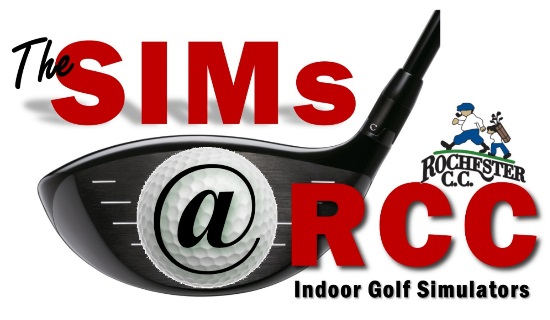 The SIMs
ROCHESTER
C.C.
@ RCC
Indoor Golf Simulators